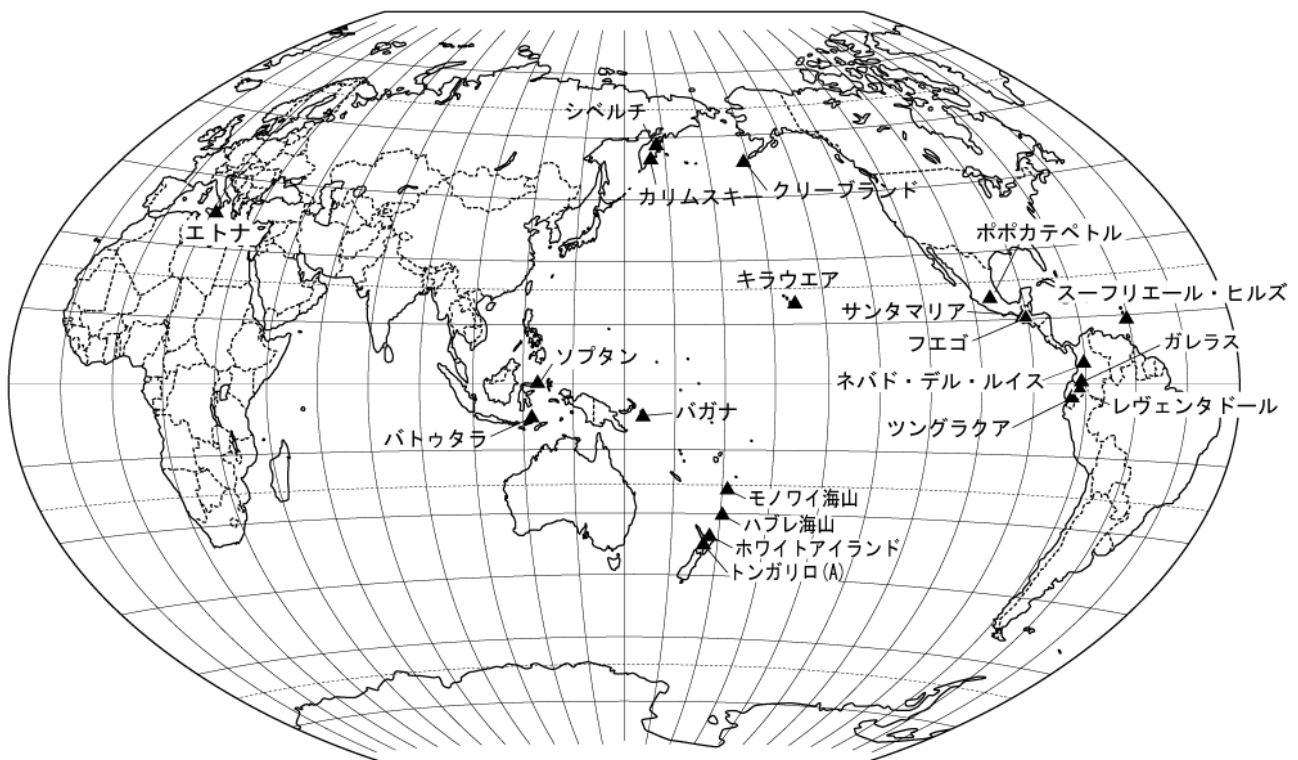 シベルチ
カリムスキー
クリーブランド
エトナ
ポポカテペトル
キラウエア
スーフリエール・ヒルズ
サンタマリア
フエゴ
ガレラス
ソプタン
ネバド・デル・ルイス
バガナ
レヴェンタドール
バトゥタラ
ツングラクア
モノワイ海山
ハブレ海山
ホワイトアイランド
トンガリロ(A)